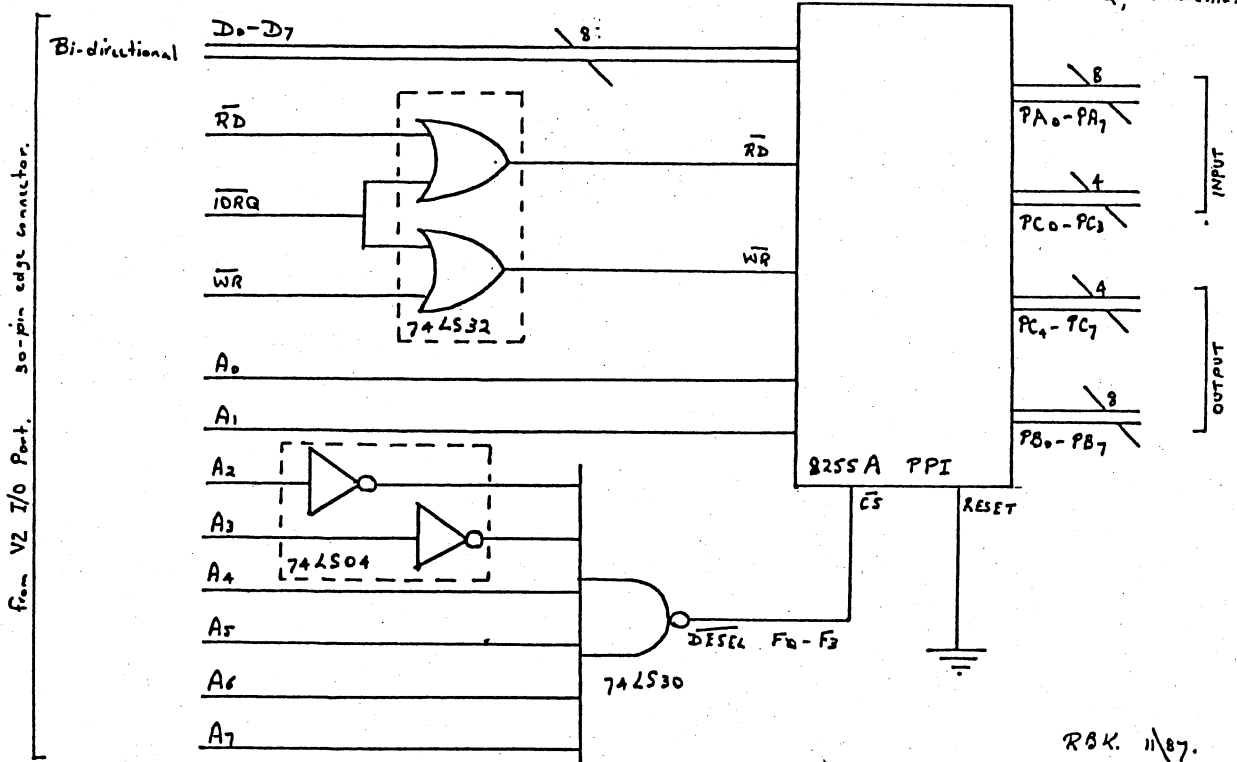 Bi-directional
D0-D7
8
RD
IORQ
WR
74LS32
RD
WR
A0
A1
A2
A3
74LS04
A4
A5
A6
A7
74LS30
DESEL F0-F3
8255A PPI
CS
RESET
8
PA0-PA7
4
PC0-PC3
INPUT
4
PC4-PC7
8
PB0-PB7
OUTPUT
from VZ I/O Port. 30-pin edge connector.
RBK. 11\87.